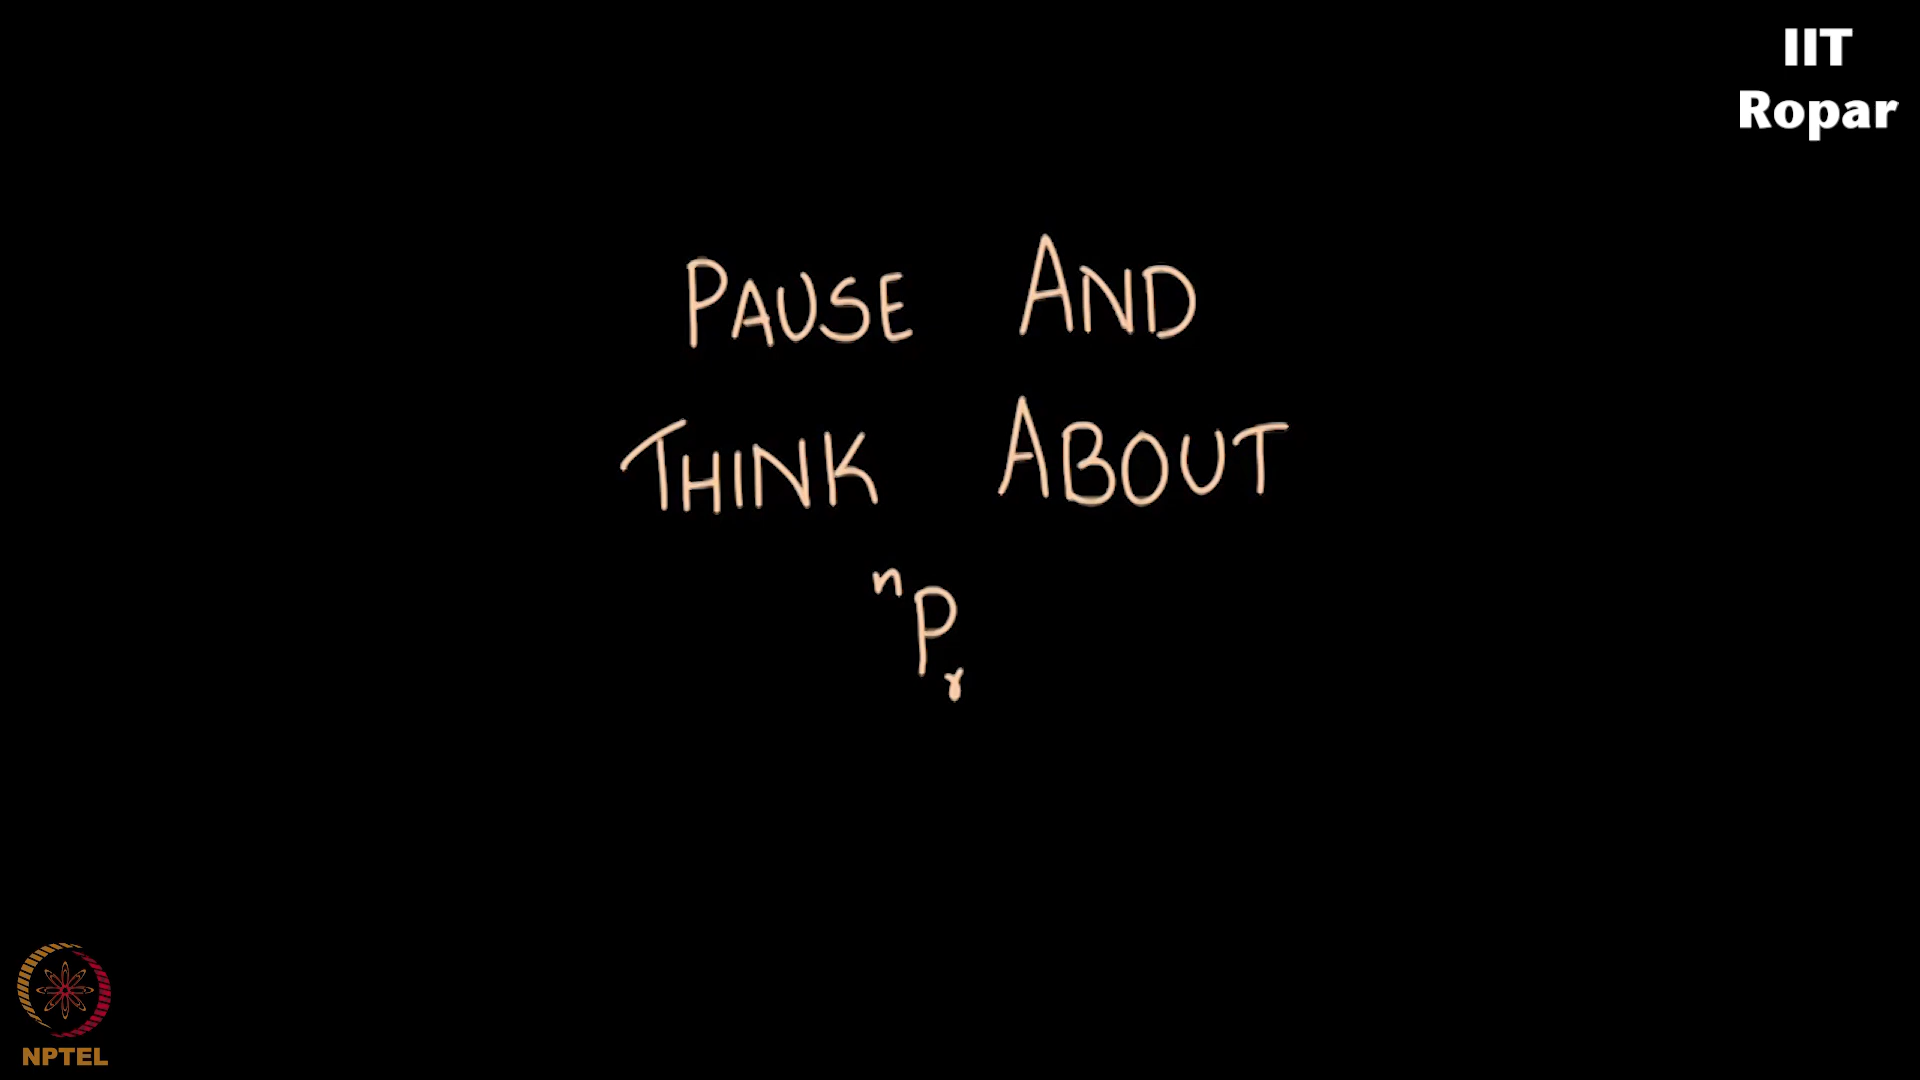 IIT
Ropar
PAUSE AND
THINK ABOUT
ⁿPᵣ
NPTEL